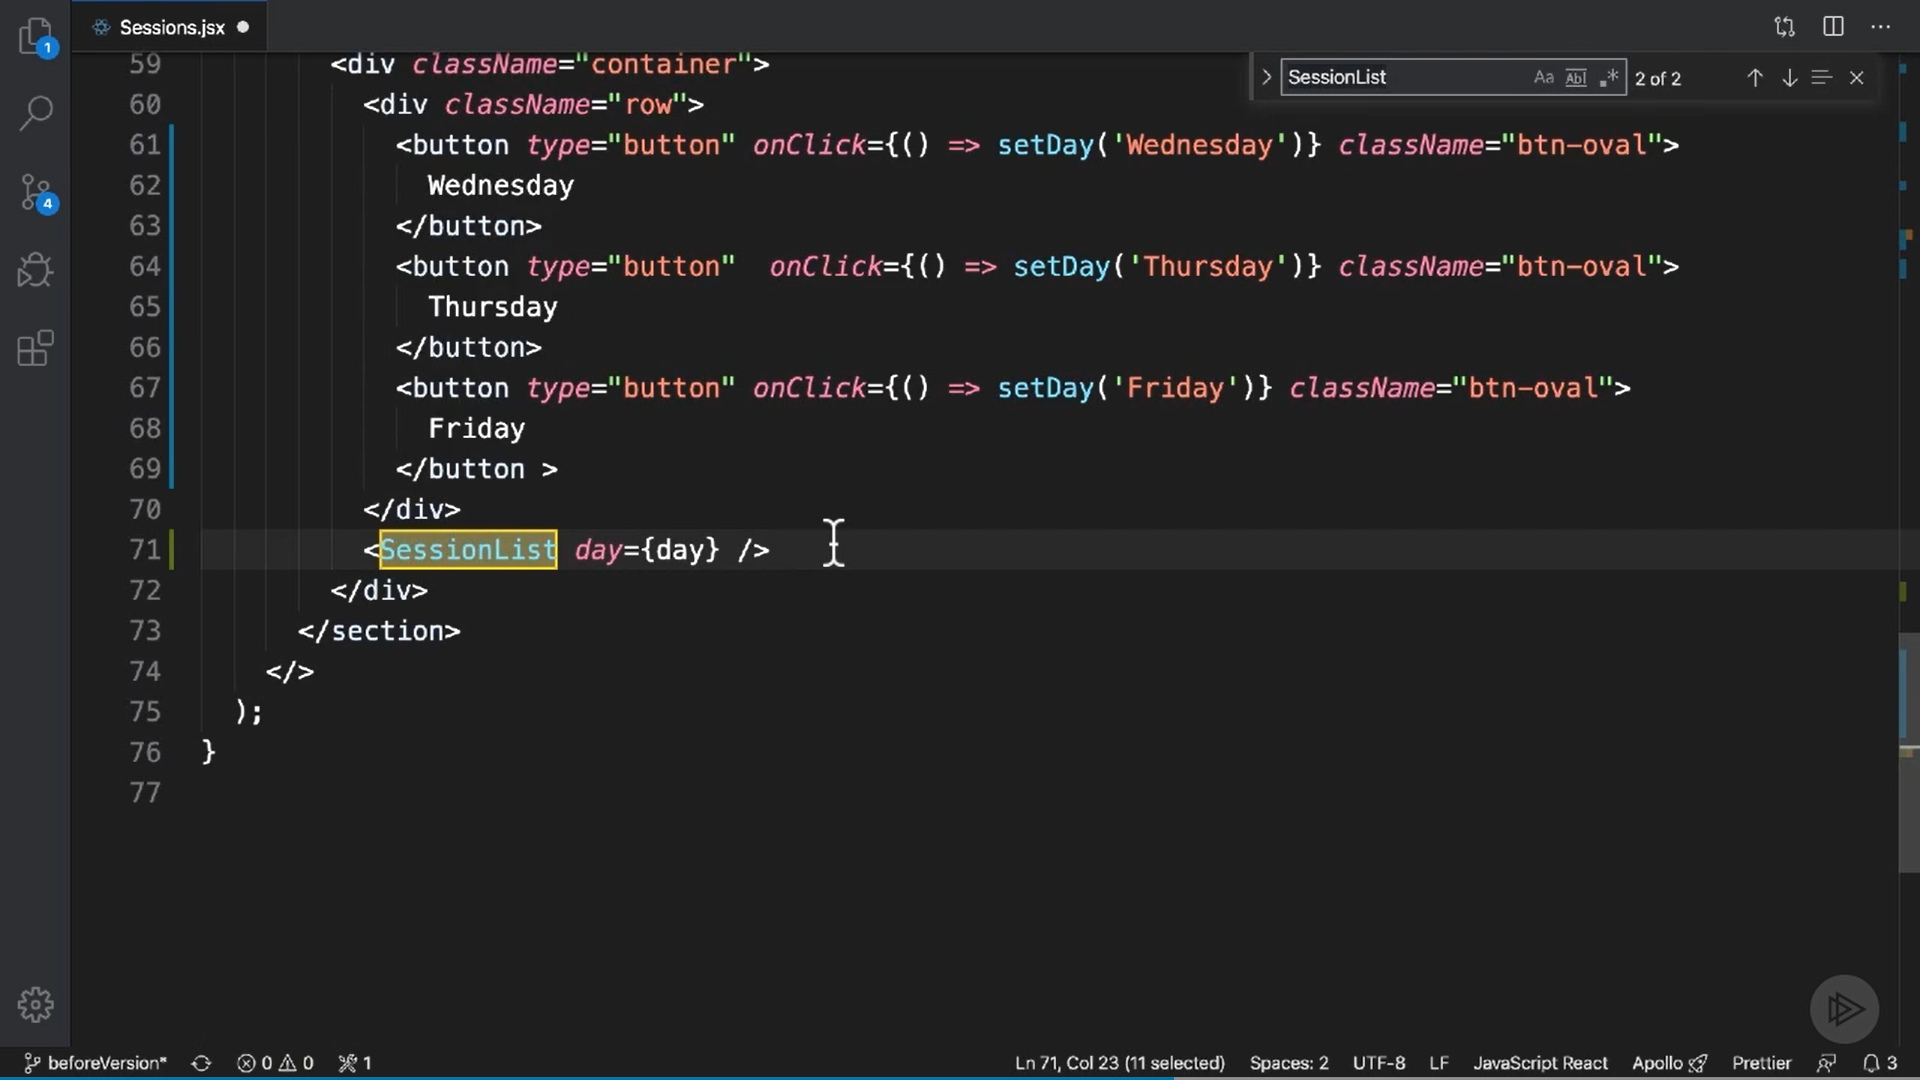 1
Sessions.jsx
SessionList
Aa Abl .* 2 of 2
59 <div className="container">
60 <div className="row">
61 <button type="button" onClick={() => setDay('Wednesday')} className="btn-oval">
62 Wednesday
63 </button>
64 <button type="button"  onClick={() => setDay('Thursday')} className="btn-oval">
65 Thursday
66 </button>
67 <button type="button" onClick={() => setDay('Friday')} className="btn-oval">
68 Friday
69 </button >
70 </div>
71 <SessionList day={day} />
72 </div>
73 </section>
74 </>
75 );
76 }
77
4
beforeVersion* 0 0 1 Ln 71, Col 23 (11 selected) Spaces: 2 UTF-8 LF JavaScript React Apollo Prettier 3